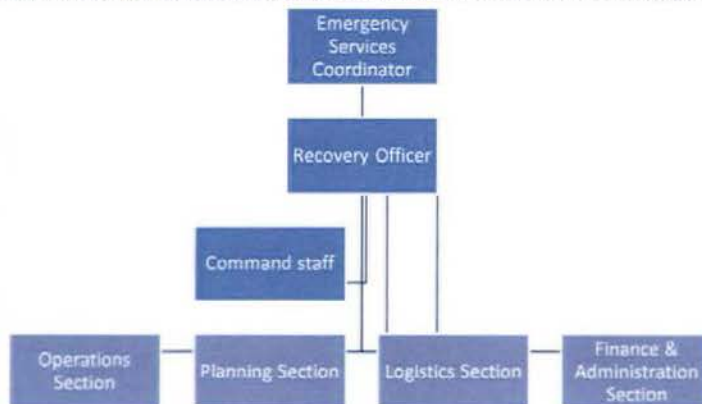 Emergency
Services
Coordinator
Recovery Officer
Command staff
Operations
Section
Planning Section
Logistics Section
Finance &
Administration
Section